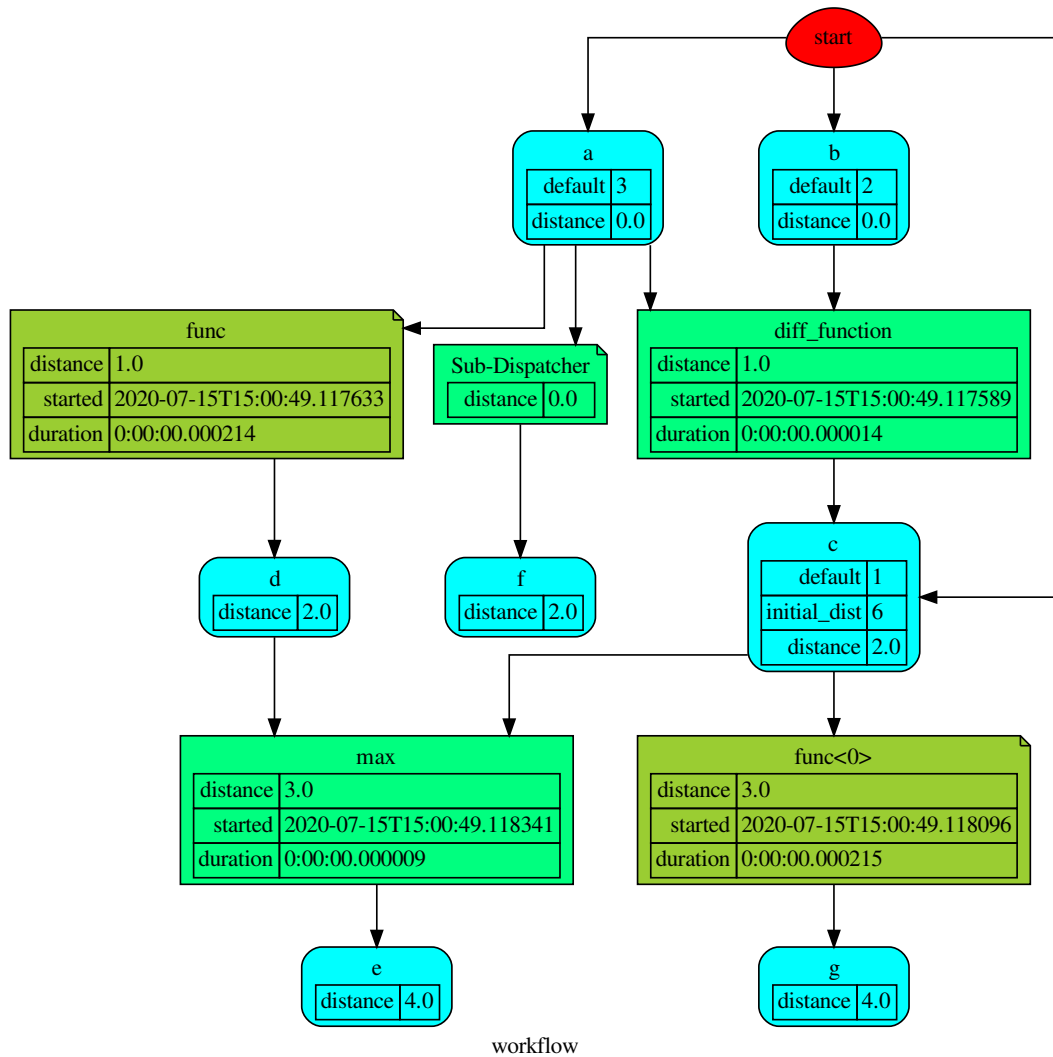 start
a
default 3
distance 0.0
b
default 2
distance 0.0
func
distance 1.0
started 2020-07-15T15:00:49.117633
duration 0:00:00.000214
Sub-Dispatcher
distance 0.0
diff_function
distance 1.0
started 2020-07-15T15:00:49.117589
duration 0:00:00.000014
d
distance 2.0
f
distance 2.0
c
default 1
initial_dist 6
distance 2.0
max
distance 3.0
started 2020-07-15T15:00:49.118341
duration 0:00:00.000009
func<0>
distance 3.0
started 2020-07-15T15:00:49.118096
duration 0:00:00.000215
e
distance 4.0
g
distance 4.0
workflow